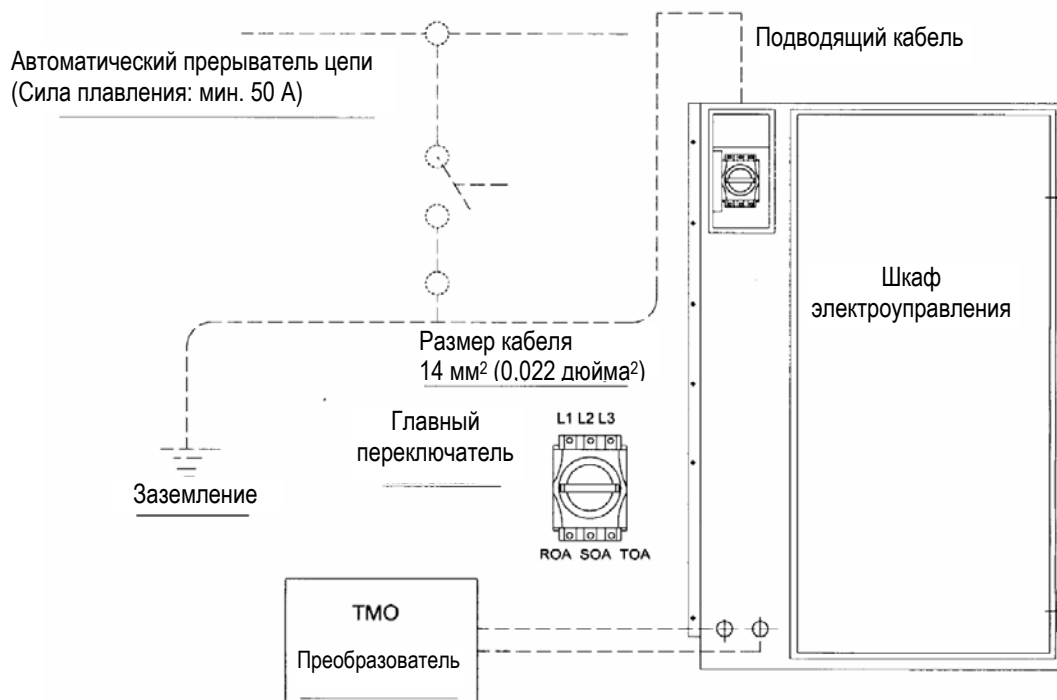 Автоматический прерыватель цепи
(Сила плавления: мин. 50 А)
Подводящий кабель
Шкаф
электроуправления
Размер кабеля
14 мм² (0,022 дюйма²)
Главный
переключатель
L1 L2 L3
ROA SOA TOA
Заземление
ТМО
Преобразователь